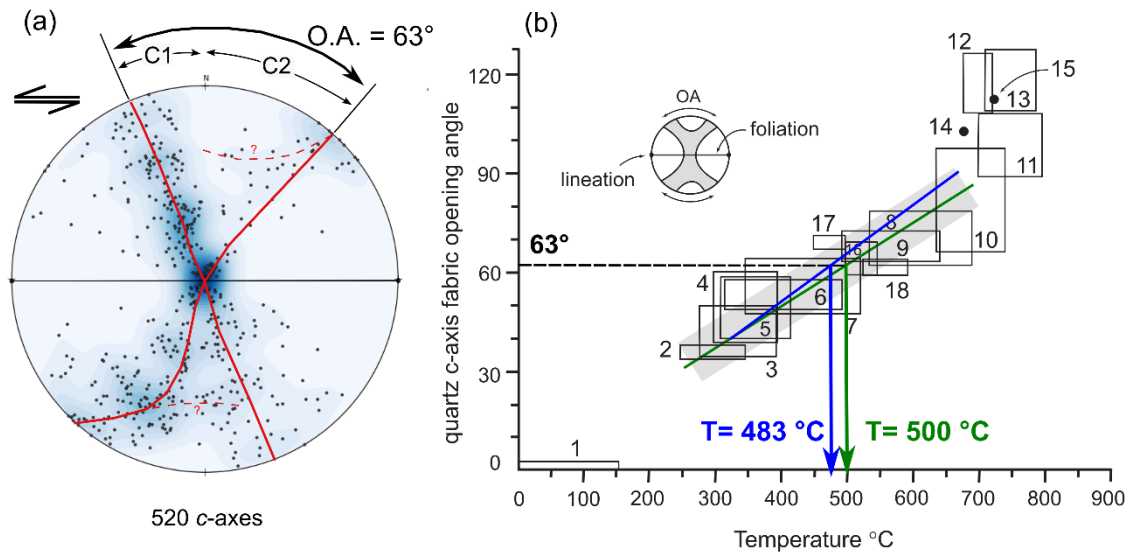 (a)
O.A. = 63°
C1
C2
N
?
?
520 c-axes
(b)
quartz c-axis fabric opening angle
120
90
60
30
0
63°
OA
foliation
lineation
12
15
13
14
11
17
8
16
9
10
4
6
18
5
7
2
3
1
T= 483 °C
T= 500 °C
0
100
200
300
400
500
600
700
800
900
Temperature °C